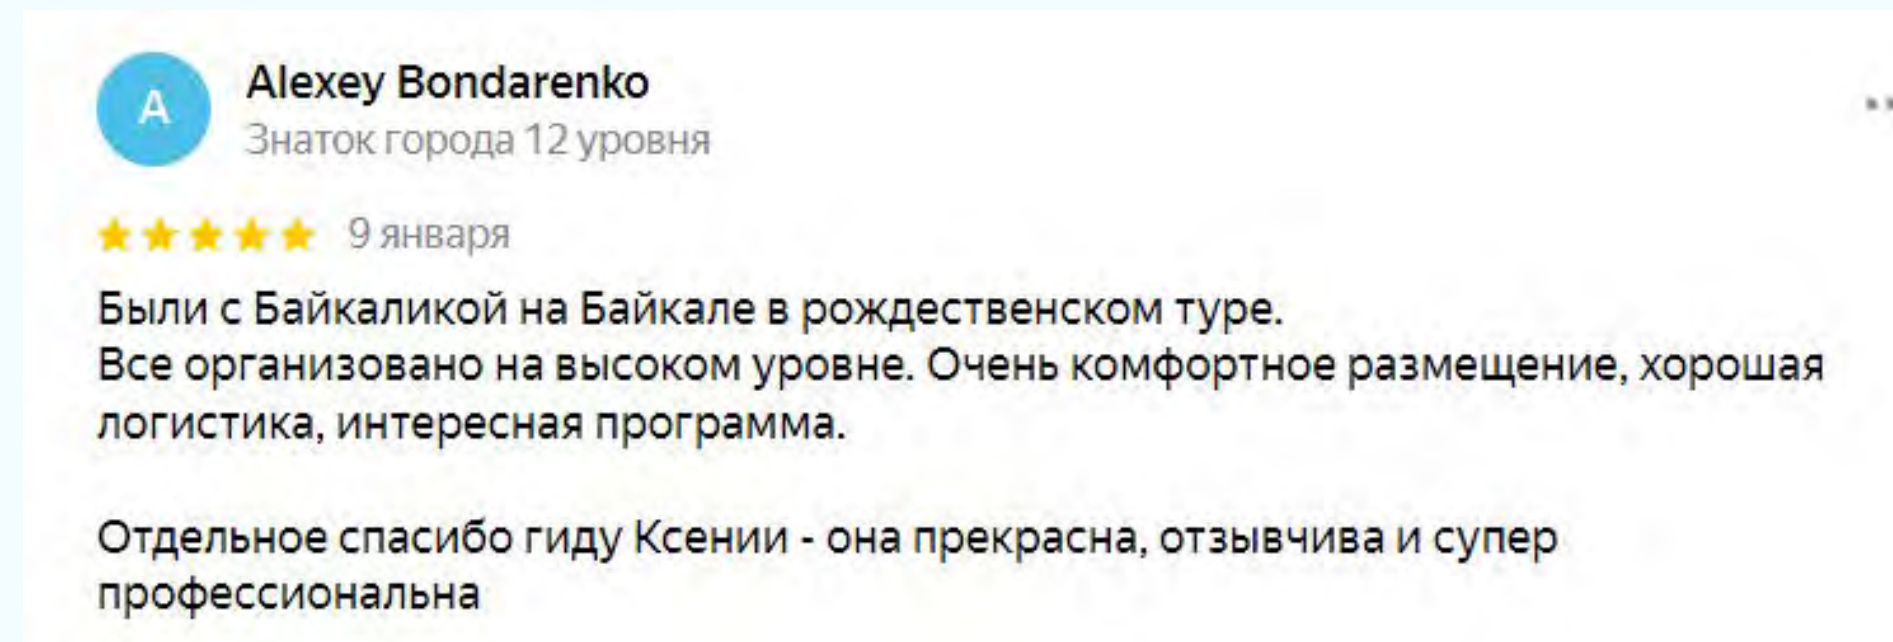 A
Alexey Bondarenko
Знаток города 12 уровня
9 января
Были с Байкаликой на Байкале в рождественском туре.
Все организовано на высоком уровне. Очень комфортное размещение, хорошая
логистика, интересная программа.
Отдельное спасибо гиду Ксении - она прекрасна, отзывчива и супер
профессиональна